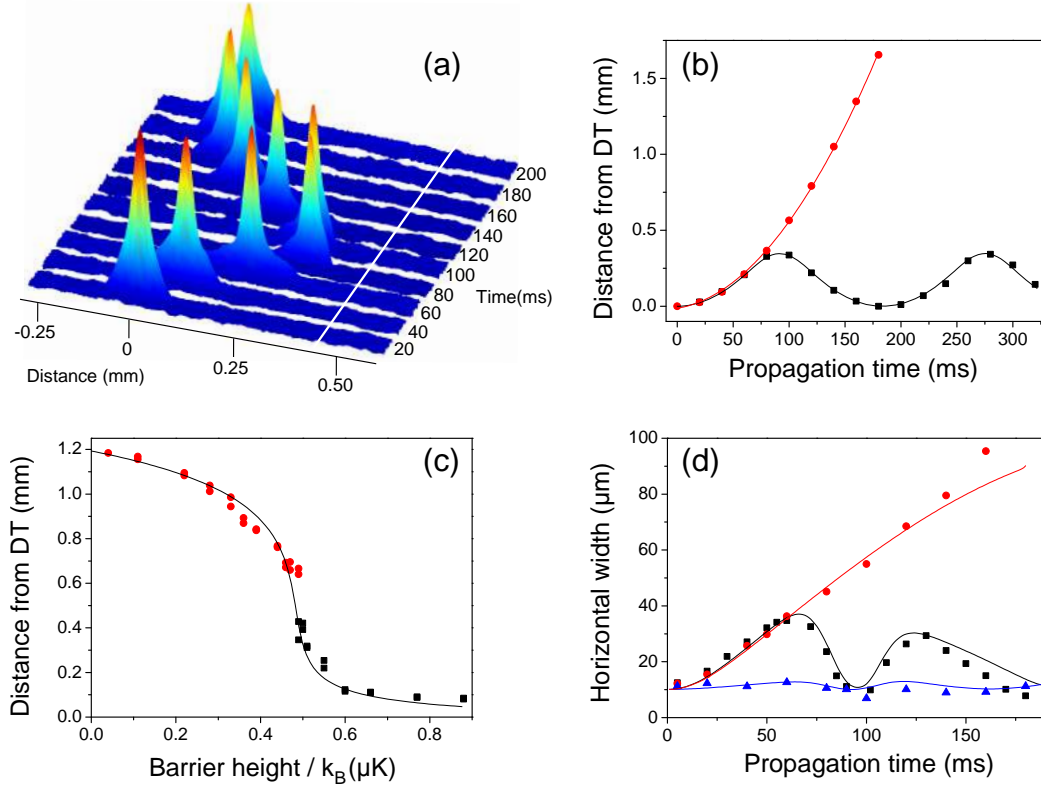 (a)
200
180
160
140
120
100
80
60
40
20
Time(ms)
-0.25
0
0.25
0.50
Distance (mm)
(b)
1.5
1.0
0.5
0.0
Distance from DT (mm)
0 50 100 150 200 250 300
Propagation time (ms)
(c)
1.2
1.0
0.8
0.6
0.4
0.2
0.0
Distance from DT (mm)
0.0 0.2 0.4 0.6 0.8
Barrier height / k_B(µK)
(d)
100
80
60
40
20
0
Horizontal width (µm)
0 50 100 150
Propagation time (ms)